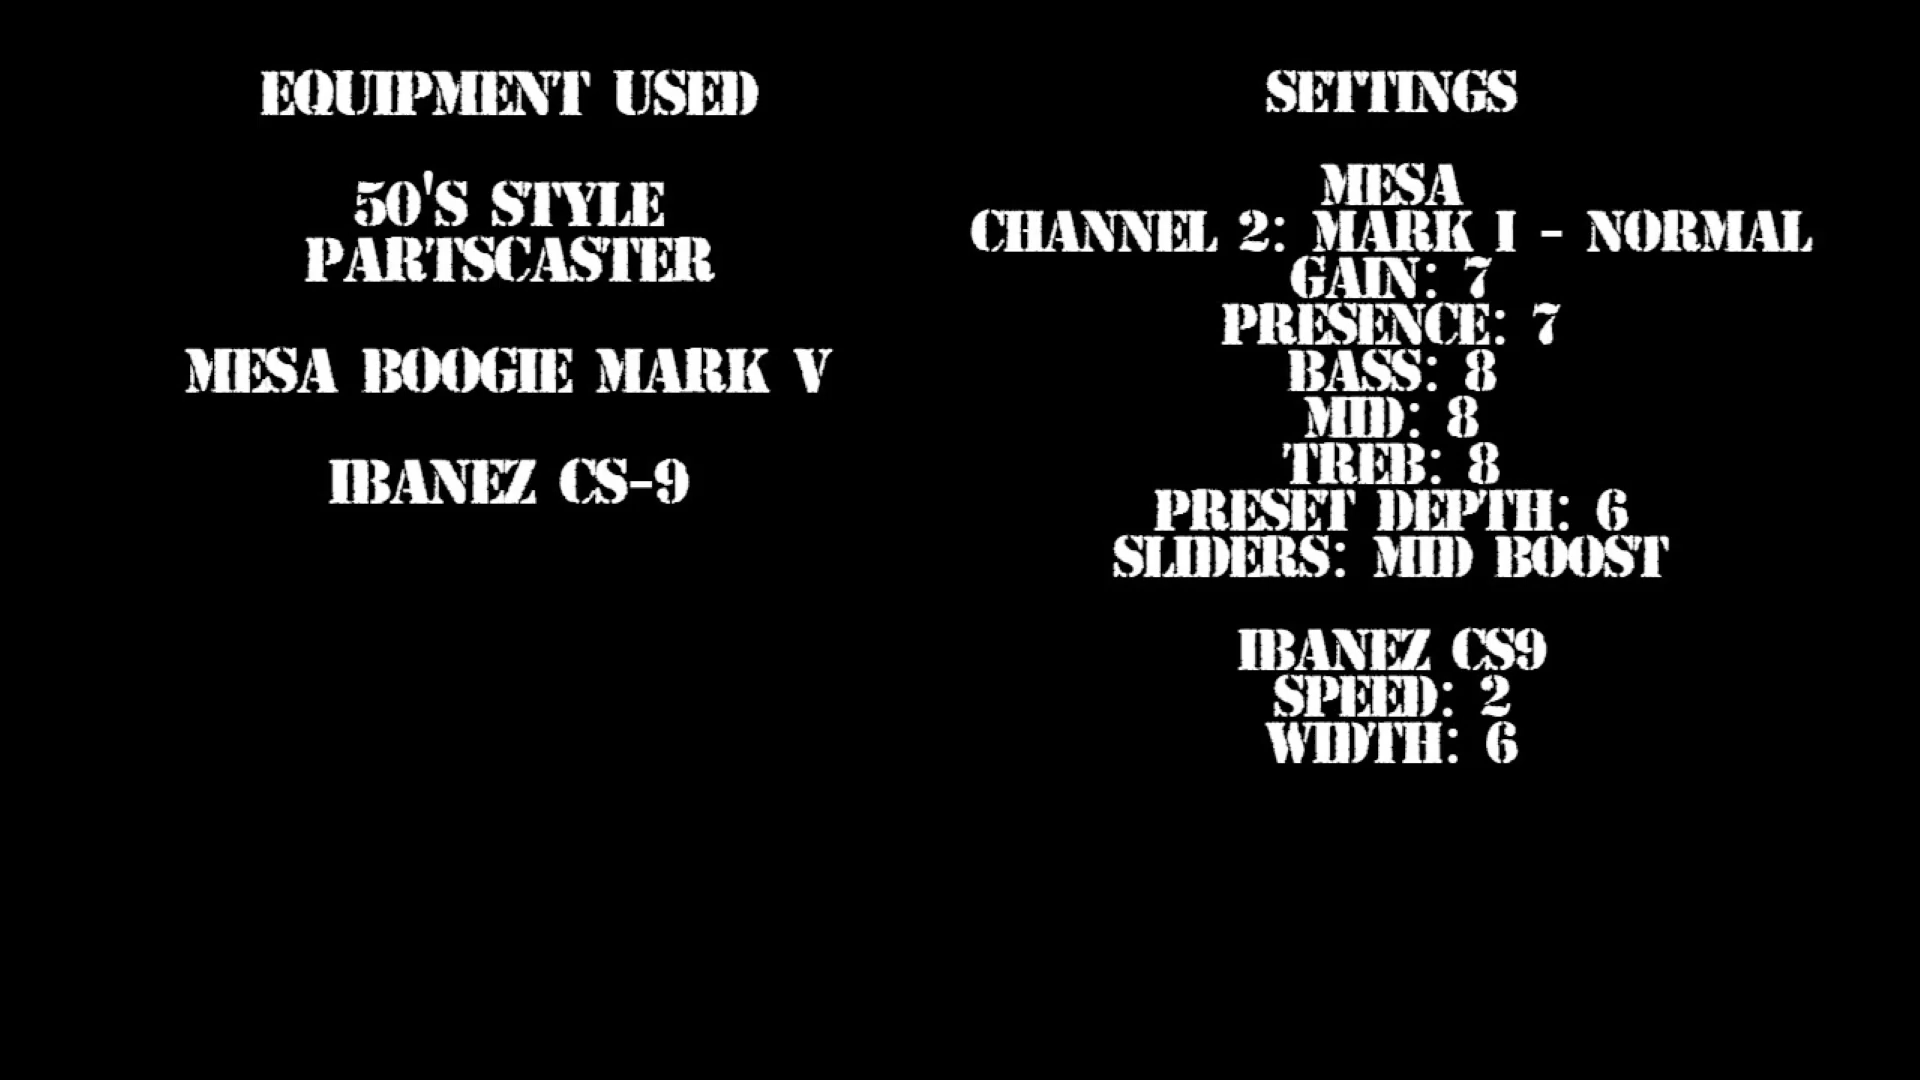 EQUIPMENT USED
50'S STYLE
PARTSCASTER
MESA BOOGIE MARK V
IBANEZ CS-9
SETTINGS
MESA
CHANNEL 2: MARK I - NORMAL
GAIN: 7
PRESENCE: 7
BASS: 8
MID: 8
TREB: 8
PRESET DEPTH: 6
SLIDERS: MID BOOST
IBANEZ CS9
SPEED: 2
WIDTH: 6